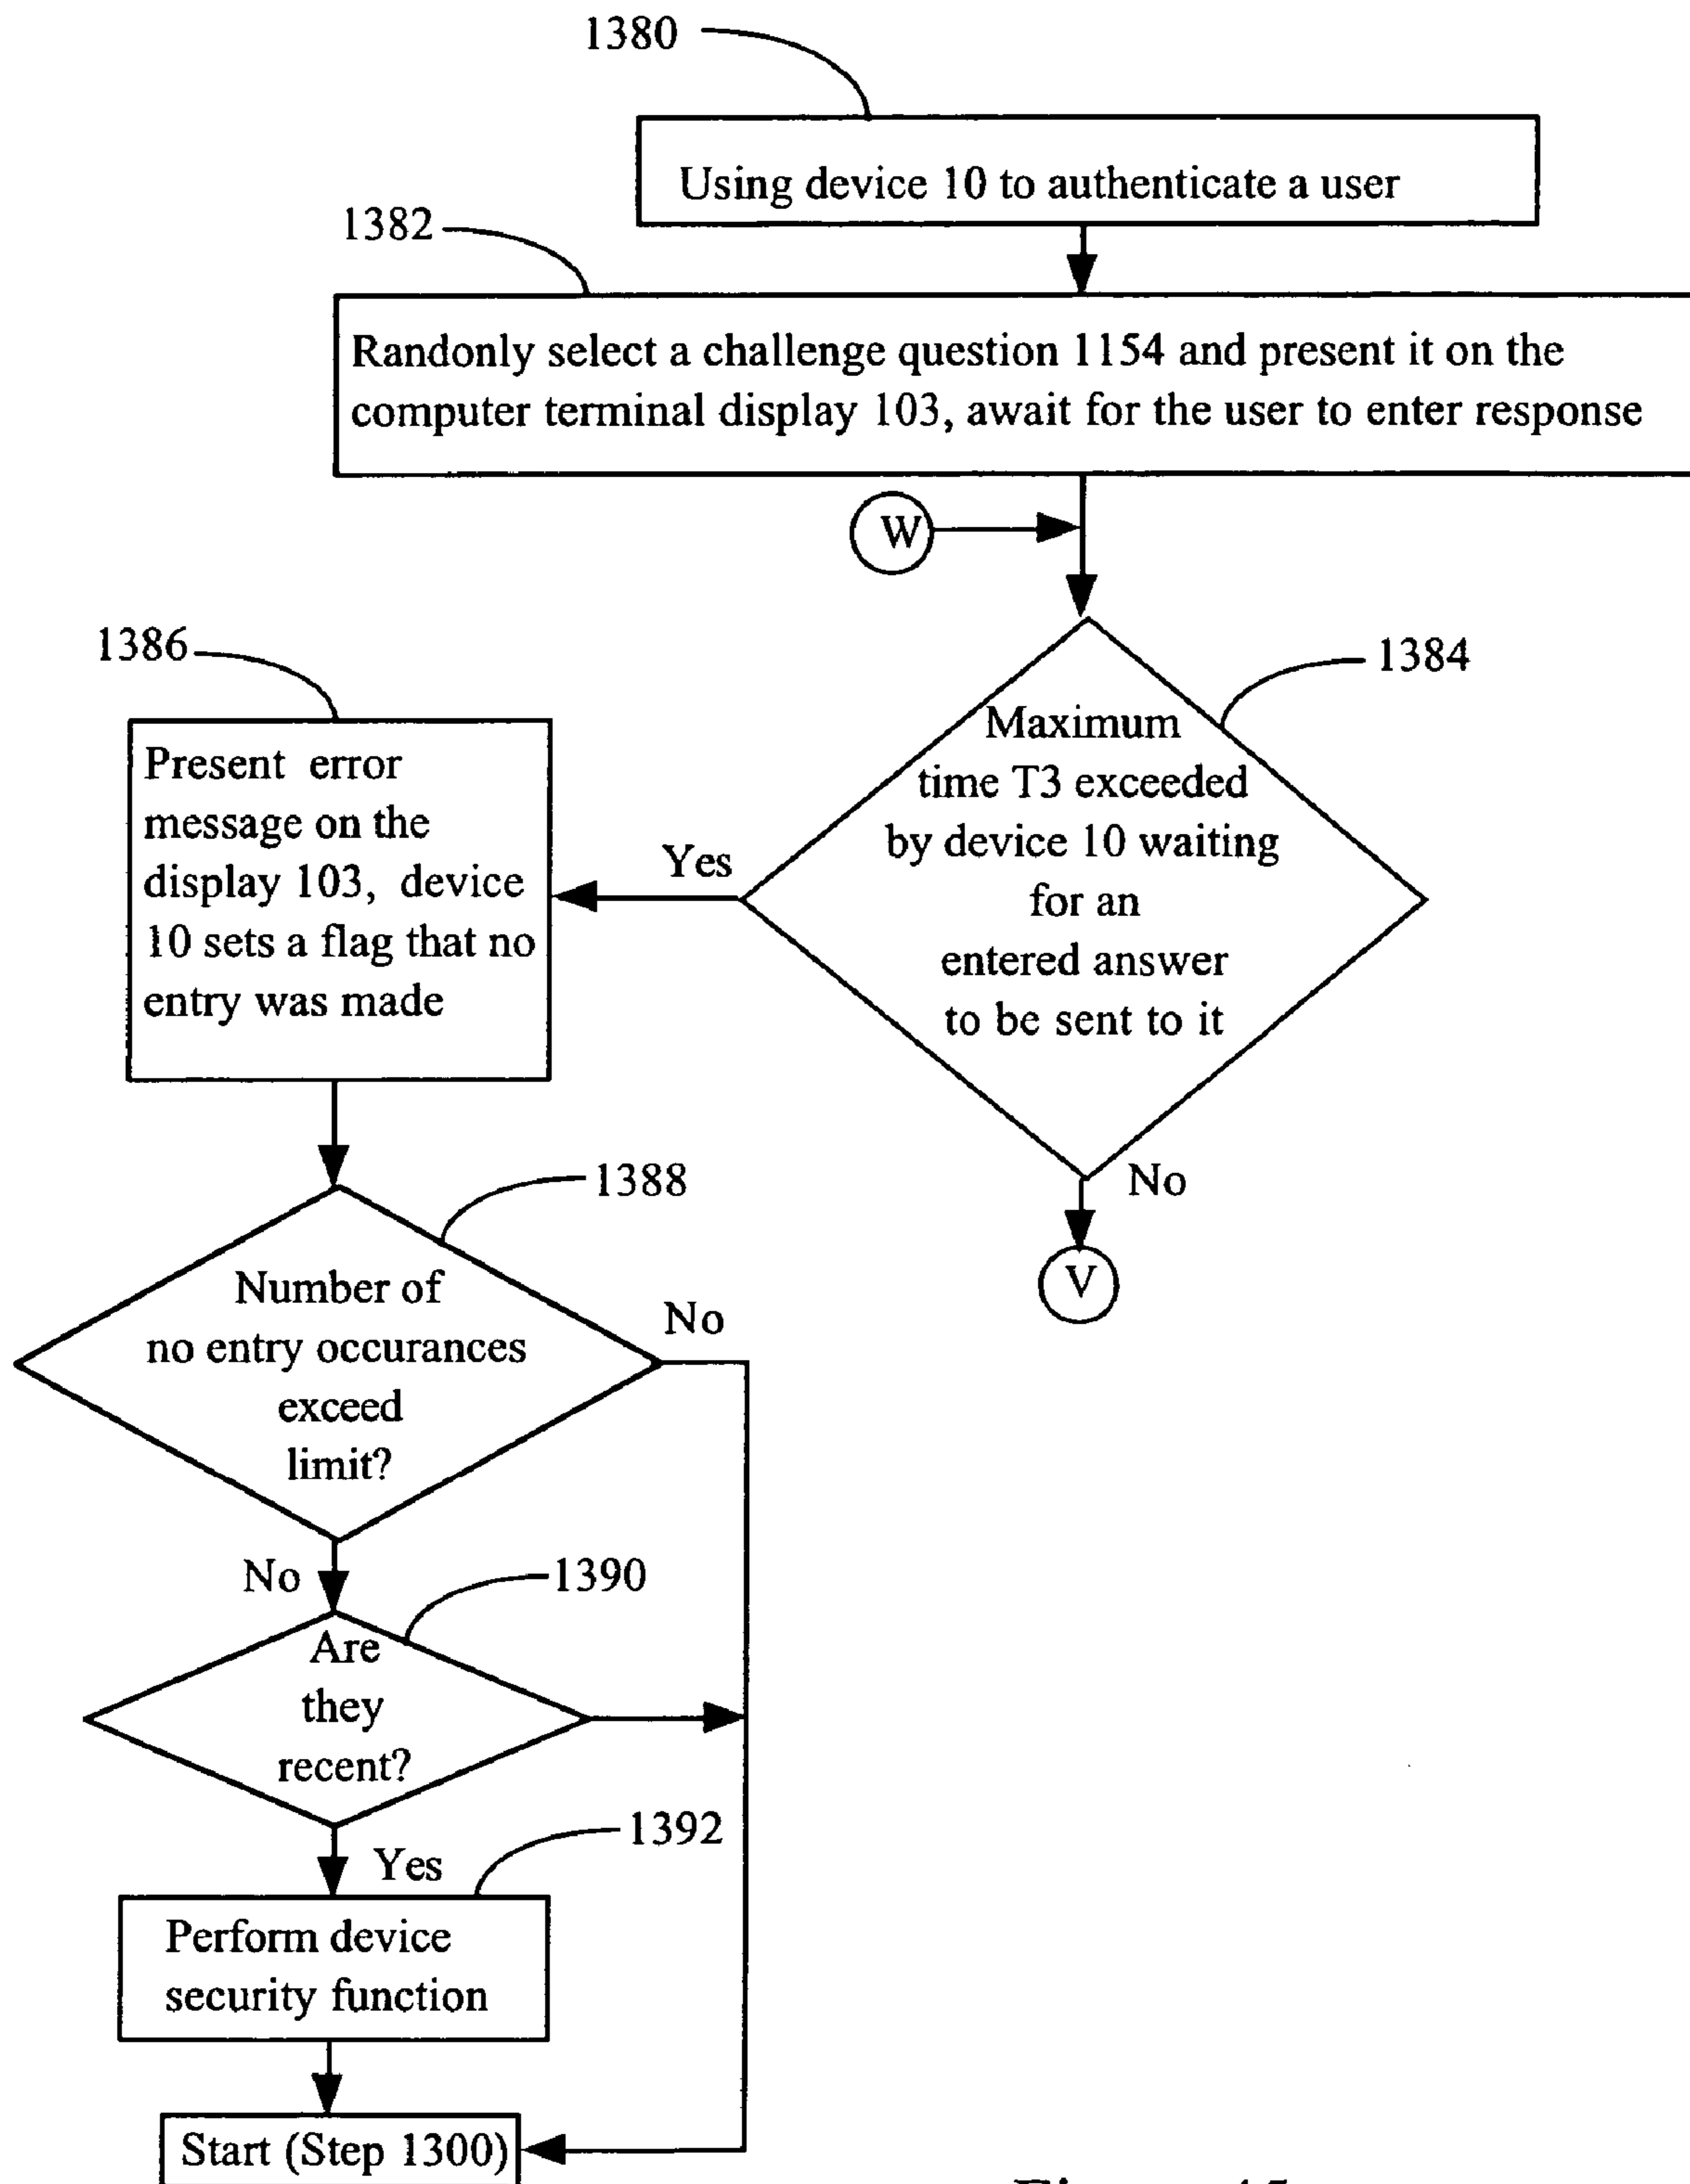 1380
Using device 10 to authenticate a user
1382
Randonly select a challenge question 1154 and present it on the
computer terminal display 103, await for the user to enter response
W
1384
Maximum
time T3 exceeded
by device 10 waiting
for an
entered answer
to be sent to it
Yes
No
V
1386
Present error
message on the
display 103, device
10 sets a flag that no
entry was made
1388
Number of
no entry occurances
exceed
limit?
No
No
1390
Are
they
recent?
Yes
1392
Perform device
security function
Start (Step 1300)